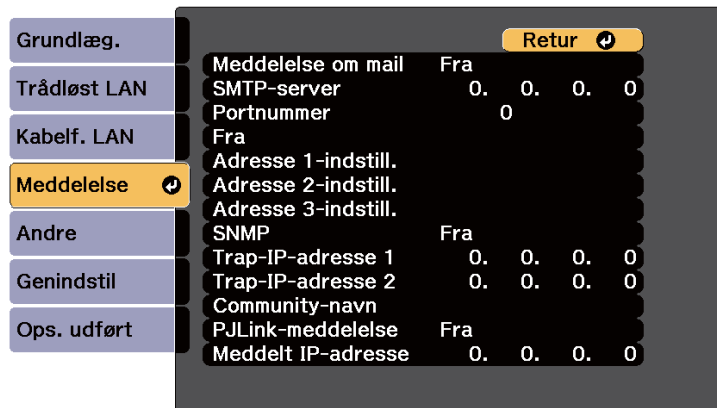 Grundlæg.
Trådløst LAN
Kabelf. LAN
Meddelelse
Andre
Genindstil
Ops. udført
Retur
Meddelelse om mail Fra
SMTP-server 0. 0. 0. 0
Portnummer 0
Fra
Adresse 1-indstill.
Adresse 2-indstill.
Adresse 3-indstill.
SNMP Fra
Trap-IP-adresse 1 0. 0. 0. 0
Trap-IP-adresse 2 0. 0. 0. 0
Community-navn
PJLink-meddelelse Fra
Meddelt IP-adresse 0. 0. 0. 0